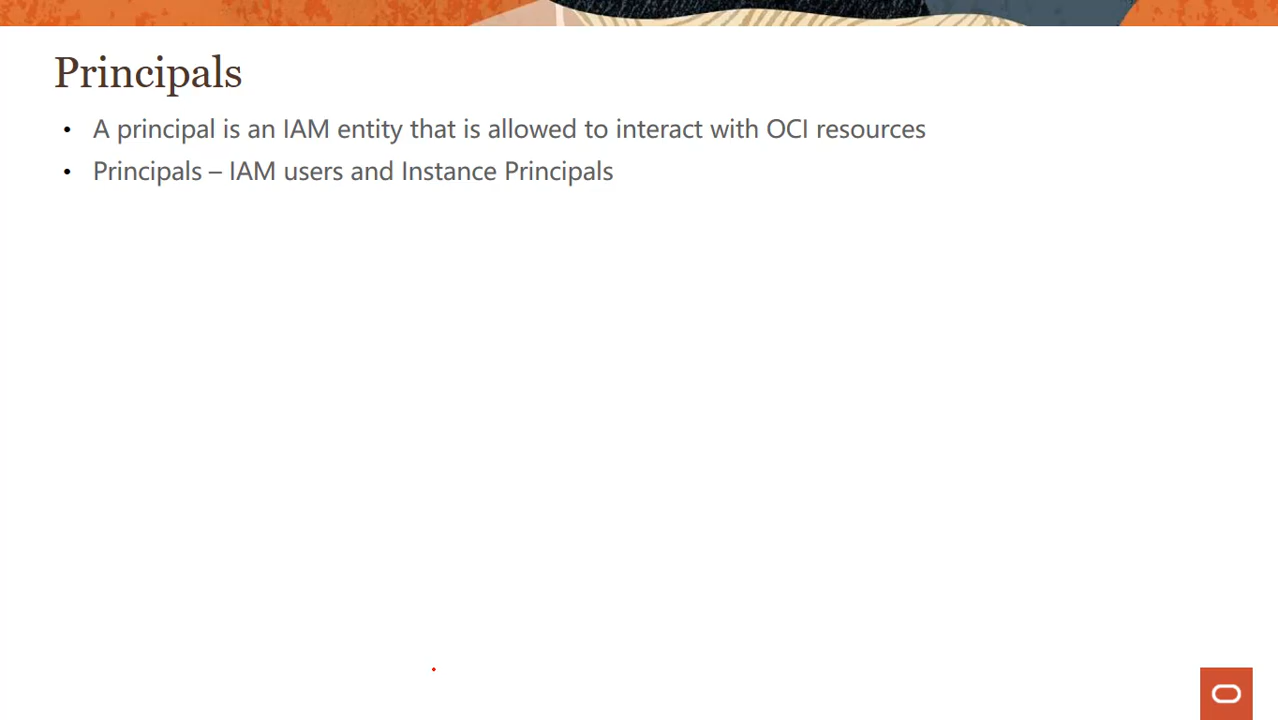 Principals
• A principal is an IAM entity that is allowed to interact with OCI resources
• Principals – IAM users and Instance Principals